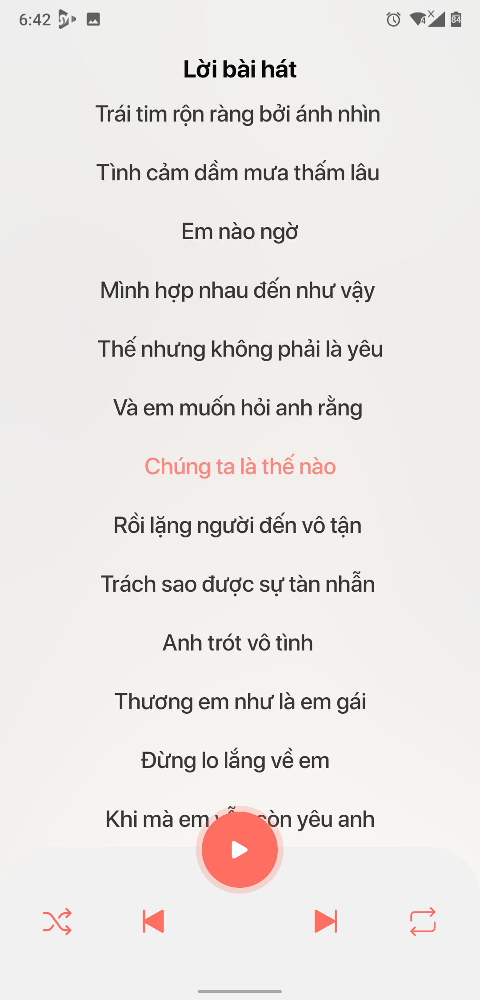 6:42
4
X
84
Lời bài hát
Trái tim rộn ràng bởi ánh nhìn
Tình cảm dầm mưa thấm lâu
Em nào ngờ
Mình hợp nhau đến như vậy
Thế nhưng không phải là yêu
Và em muốn hỏi anh rằng
Chúng ta là thế nào
Rồi lặng người đến vô tận
Trách sao được sự tàn nhẫn
Anh trót vô tình
Thương em như là em gái
Đừng lo lắng về em
Khi mà em còn yêu anh